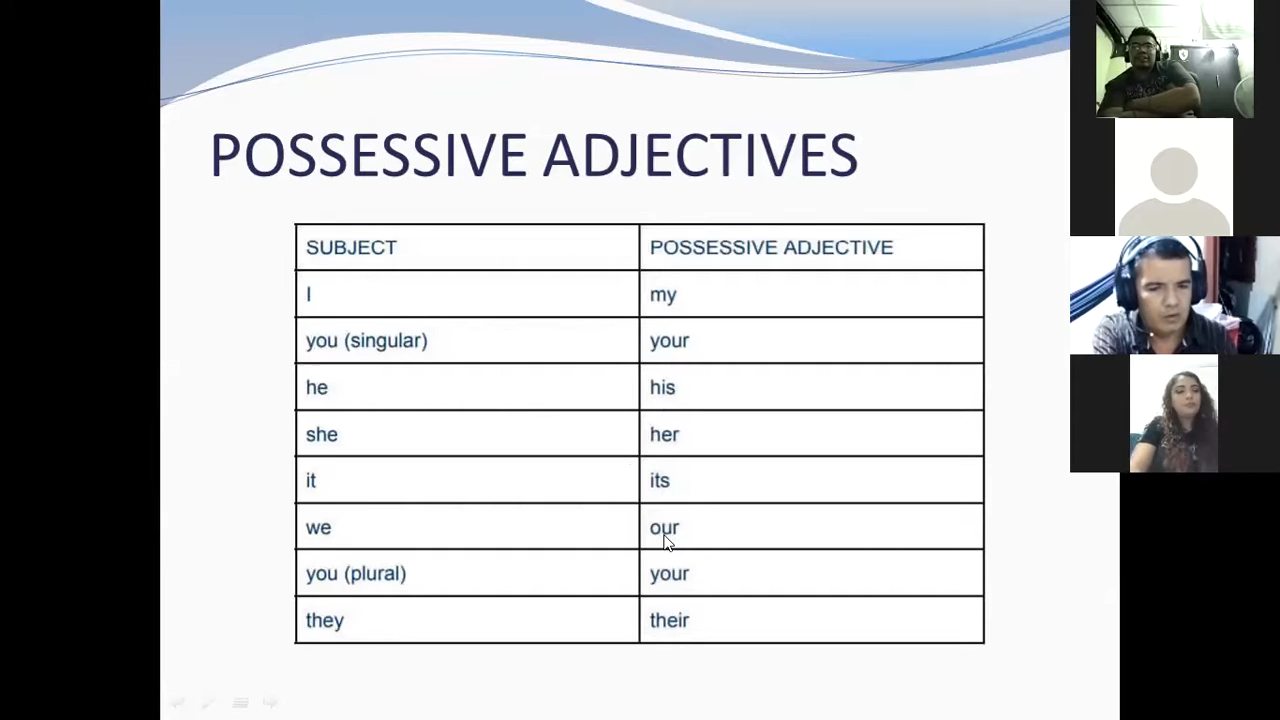 POSSESSIVE ADJECTIVES
SUBJECT POSSESSIVE ADJECTIVE
I my
you (singular) your
he his
she her
it its
we our
you (plural) your
they their